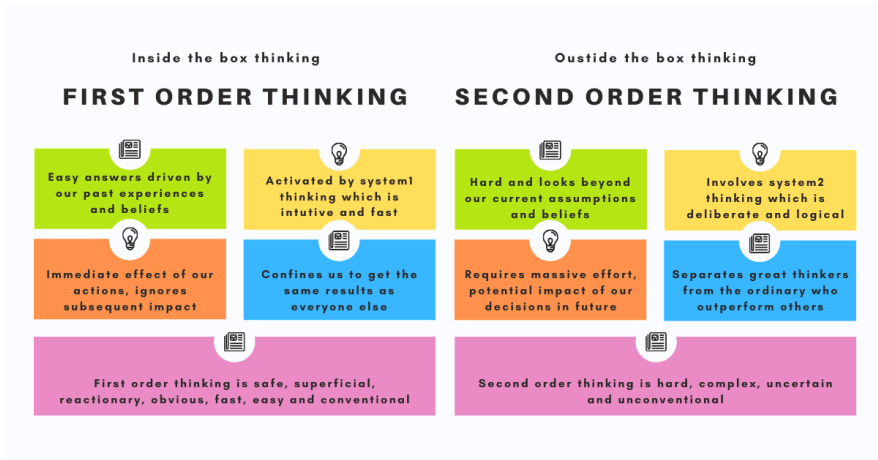 Inside the box thinking
FIRST ORDER THINKING
Easy answers driven by
our past experiences
and beliefs
Activated by system1
thinking which is
intutive and fast
Immediate effect of our
actions, ignores
subsequent impact
Confines us to get the
same results as
everyone else
First order thinking is safe, superficial,
reactionary, obvious, fast, easy and conventional
Oustide the box thinking
SECOND ORDER THINKING
Hard and looks beyond
our current assumptions
and beliefs
Involves system2
thinking which is
deliberate and logical
Requires massive effort,
potential impact of our
decisions in future
Separates great thinkers
from the ordinary who
outperform others
Second order thinking is hard, complex, uncertain
and unconventional